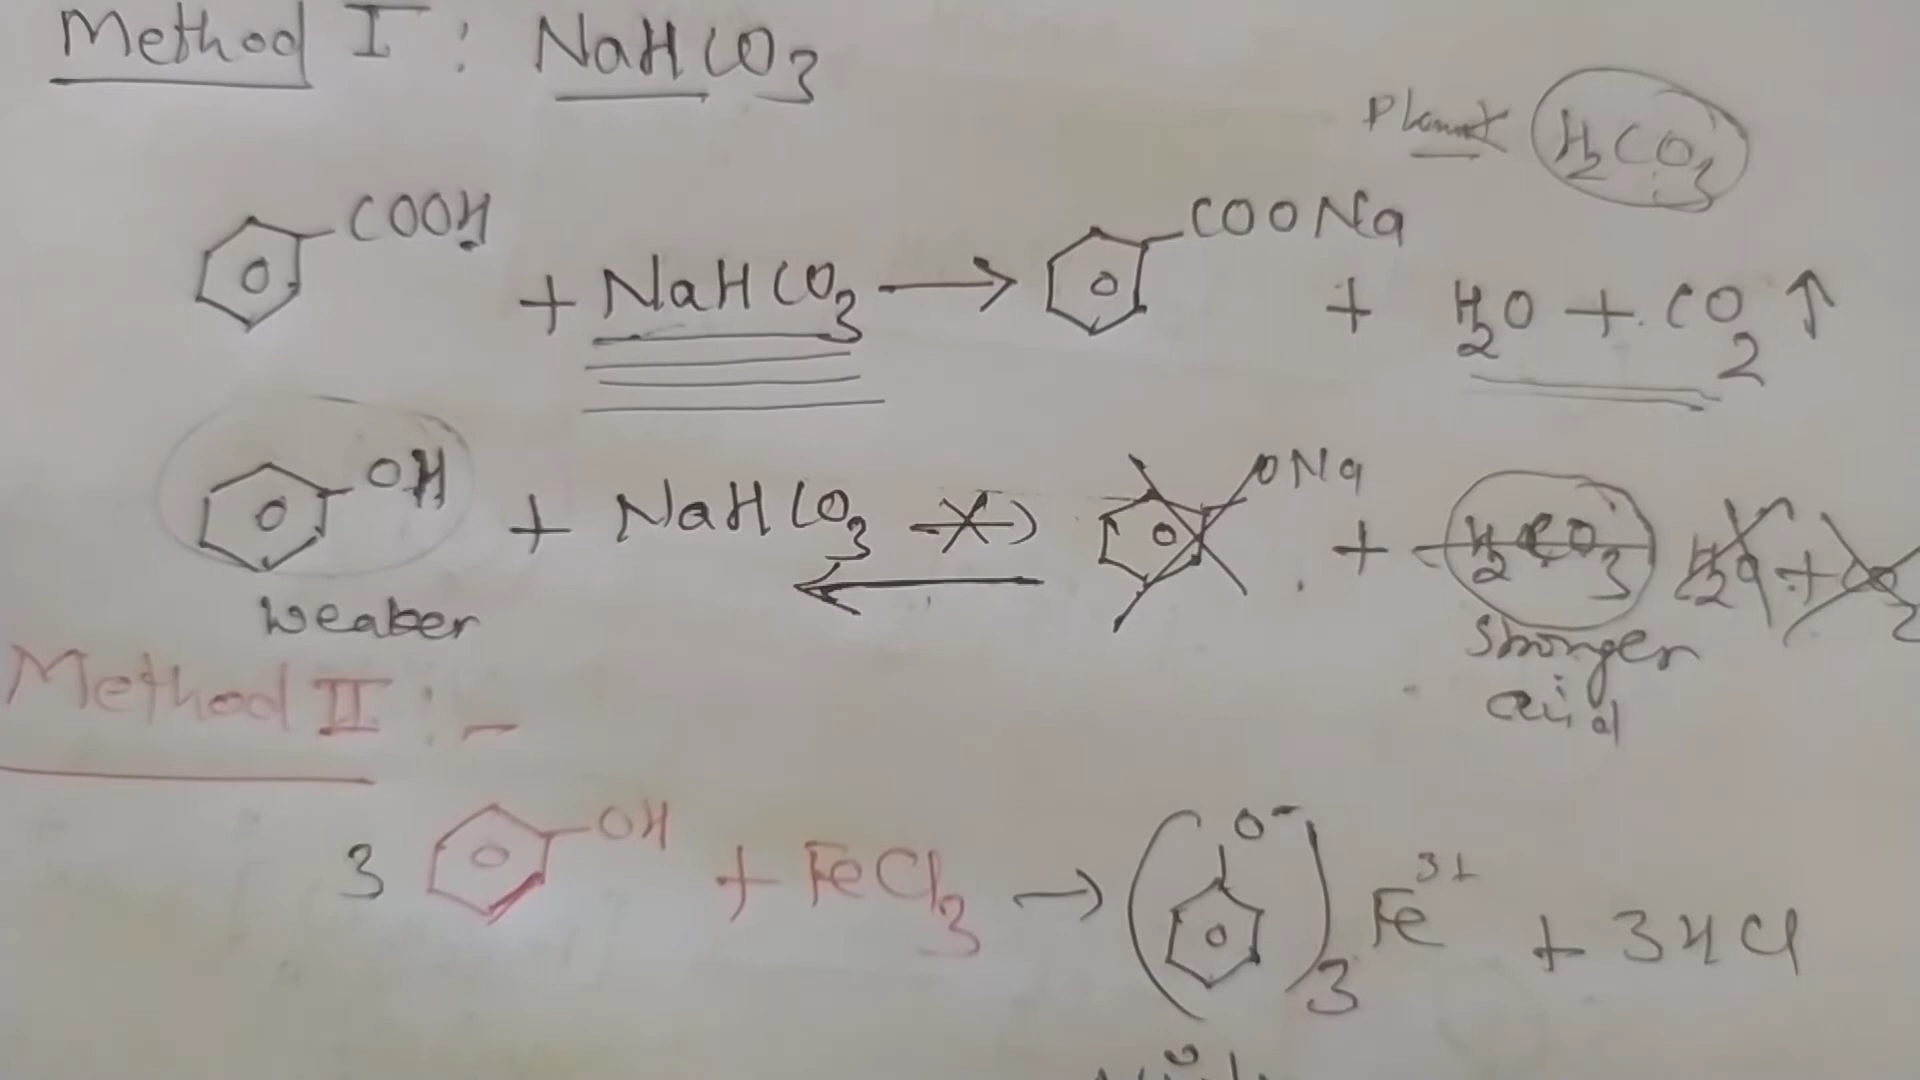 Method I : NaHCO3
H2CO3
COOH + NaHCO3 → COONa + H2O + CO2 ↑
OH + NaHCO3 → ONa + H2CO3 H2O + CO2
weaker
stronger
acid
Method II :-
3 OH + FeCl3 → (O-)3 Fe3+ + 3HCl